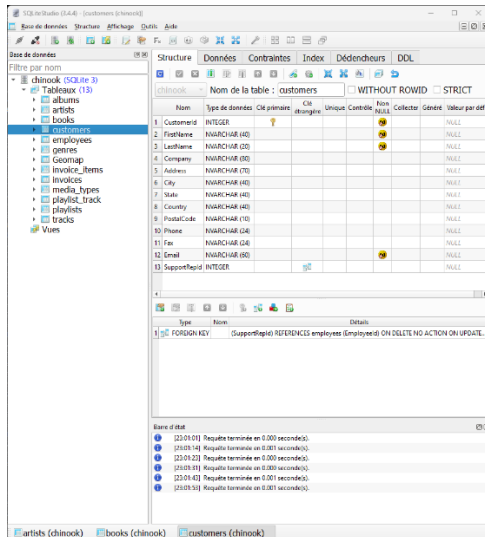 SQLiteStudio (3.4.4) - [customers (chinook)]
Base de données Structure Affichage Outils Aide
Base de données
Filtre par nom
chinook (SQLite 3)
Tableaux (13)
albums
artists
books
customers
employees
genres
Geomap
invoice_items
invoices
media_types
playlist_track
playlists
tracks
Vues
Structure Données Contraintes Index Dédencheurs DDL
chinook Nom de la table : customers WITHOUT ROWID STRICT
Nom Type de données Clé primaire Clé étrangère Unique Contrôle Non NULL Collecter Généré Valeur par déf
1 CustomerId INTEGER NULL
2 FirstName NVARCHAR (40) NULL
3 LastName NVARCHAR (20) NULL
4 Company NVARCHAR (80) NULL
5 Address NVARCHAR (70) NULL
6 City NVARCHAR (40) NULL
7 State NVARCHAR (40) NULL
8 Country NVARCHAR (40) NULL
9 PostalCode NVARCHAR (10) NULL
10 Phone NVARCHAR (24) NULL
11 Fax NVARCHAR (24) NULL
12 Email NVARCHAR (60) NULL
13 SupportRepId INTEGER NULL
Type Nom Détails
1 FOREIGN KEY (SupportRepId) REFERENCES employees (EmployeeId) ON DELETE NO ACTION ON UPDATE...
Barre d'état
[23:01:01] Requête terminée en 0.000 seconde(s).
[23:01:14] Requête terminée en 0.001 seconde(s).
[23:01:23] Requête terminée en 0.001 seconde(s).
[23:01:31] Requête terminée en 0.000 seconde(s).
[23:01:43] Requête terminée en 0.001 seconde(s).
[23:01:53] Requête terminée en 0.001 seconde(s).
artists (chinook) books (chinook) customers (chinook)